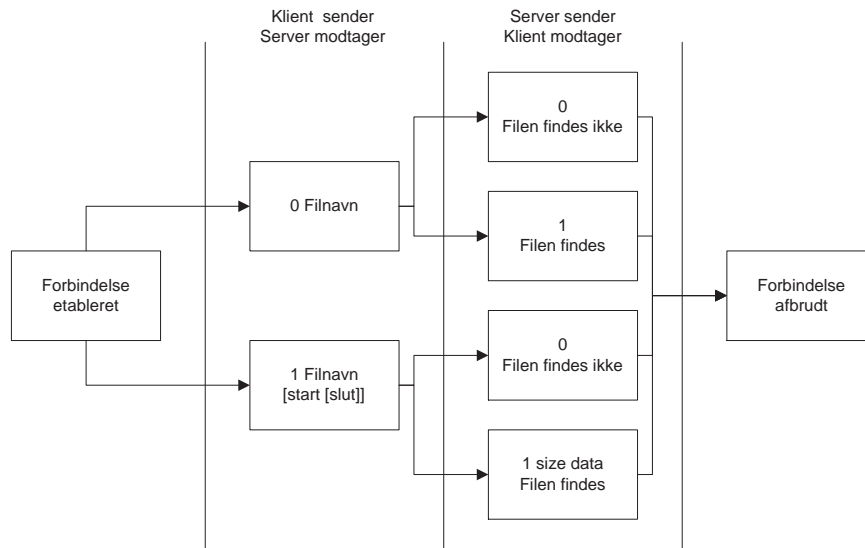 Klient sender
Server modtager
Server sender
Klient modtager
0
Filen findes ikke
0 Filnavn
1
Filen findes
Forbindelse
etableret
Forbindelse
afbrudt
0
Filen findes ikke
1 Filnavn
[start [slut]]
1 size data
Filen findes